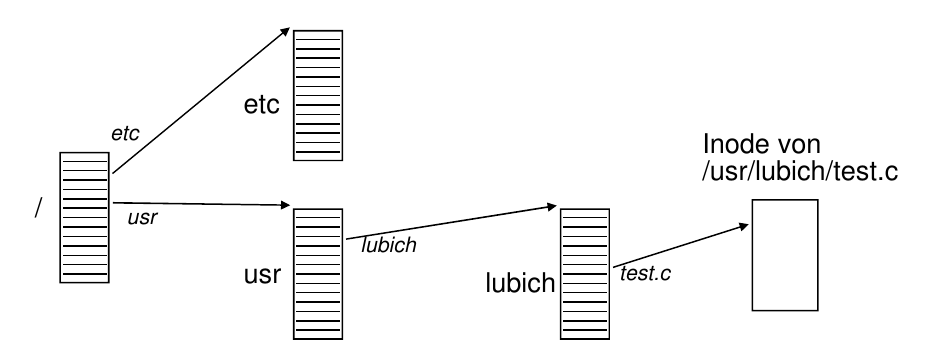 etc
etc
Inode von
/usr/lubich/test.c
/
usr
lubich
usr
lubich
test.c